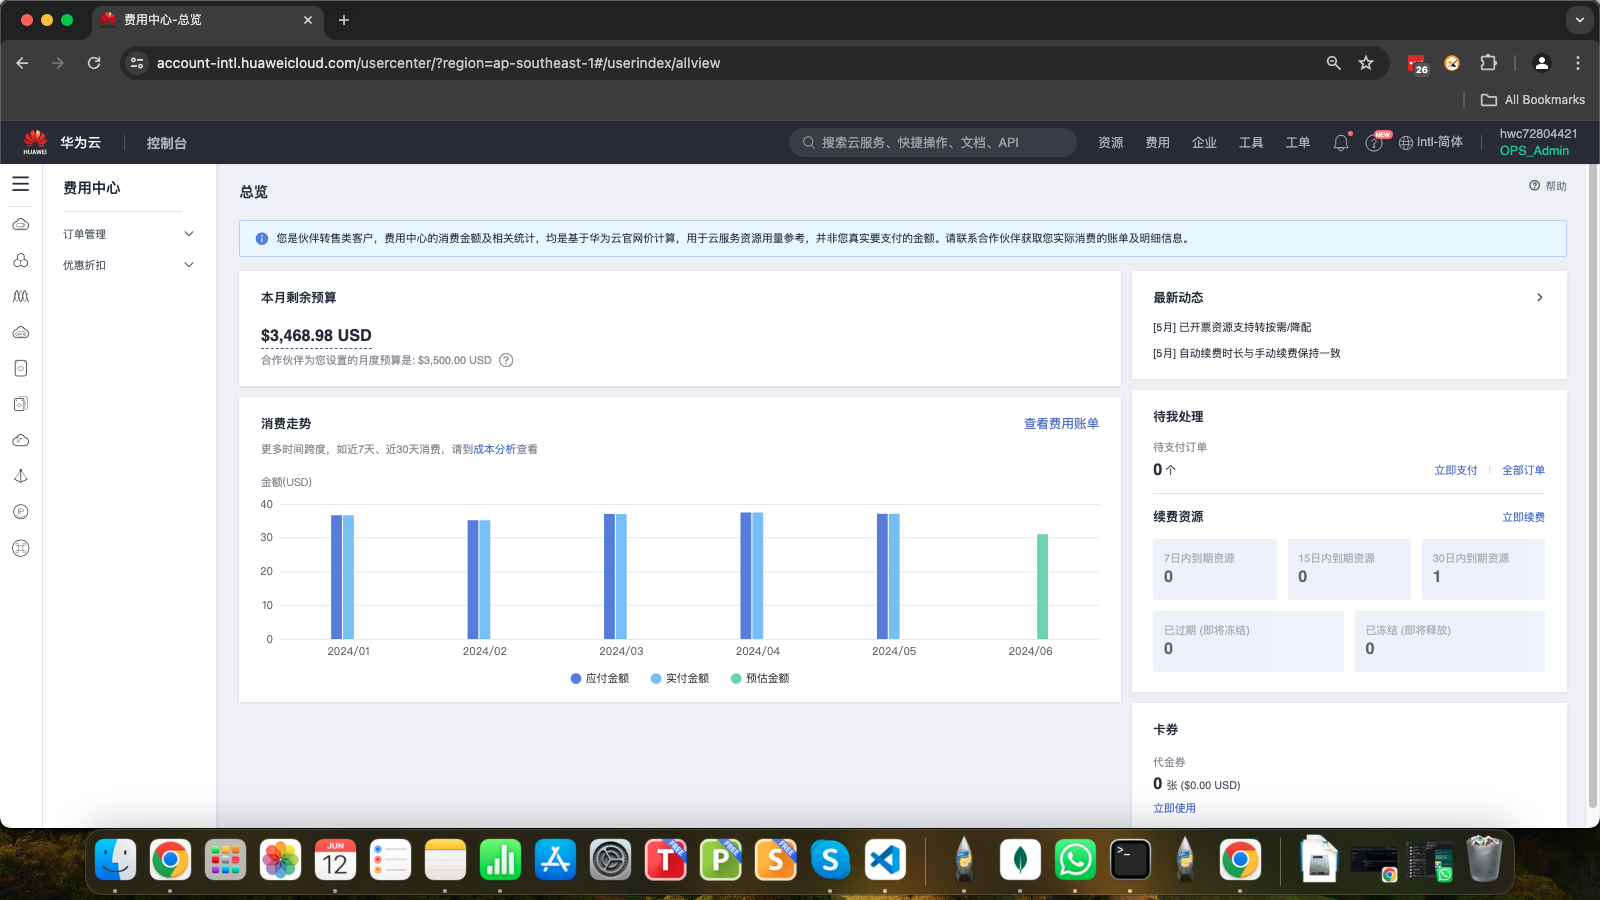 费用中心-总览
account-intl.huaweicloud.com/usercenter/?region=ap-southeast-1#/userindex/allview
26
All Bookmarks
HUAWEI
华为云
控制台
搜索云服务、快捷操作、文档、API
资源
费用
企业
工具
工单
NEW
Intl-简体
hwc72804421
OPS_Admin
费用中心
订单管理
优惠折扣
总览
帮助
您是伙伴转售类客户，费用中心的消费金额及相关统计，均是基于华为云官网价计算，用于云服务资源用量参考，并非您真实要支付的金额。请联系合作伙伴获取您实际消费的账单及明细信息。
本月剩余预算
$3,468.98 USD
合作伙伴为您设置的月度预算是: $3,500.00 USD
消费走势
查看费用账单
更多时间跨度，如近7天、近30天消费，请到成本分析查看
金额(USD)
40
30
20
10
0
2024/01
2024/02
2024/03
2024/04
2024/05
2024/06
应付金额
实付金额
预估金额
最新动态
[5月] 已开票资源支持转按需/降配
[5月] 自动续费时长与手动续费保持一致
待我处理
待支付订单
0 个
立即支付
全部订单
续费资源
立即续费
7日内到期资源
0
15日内到期资源
0
30日内到期资源
1
已过期 (即将冻结)
0
已冻结 (即将释放)
0
卡券
代金券
0 张 ($0.00 USD)
立即使用
IP
JUN
12
T
FREE
P
FREE
S
FREE
S
>_